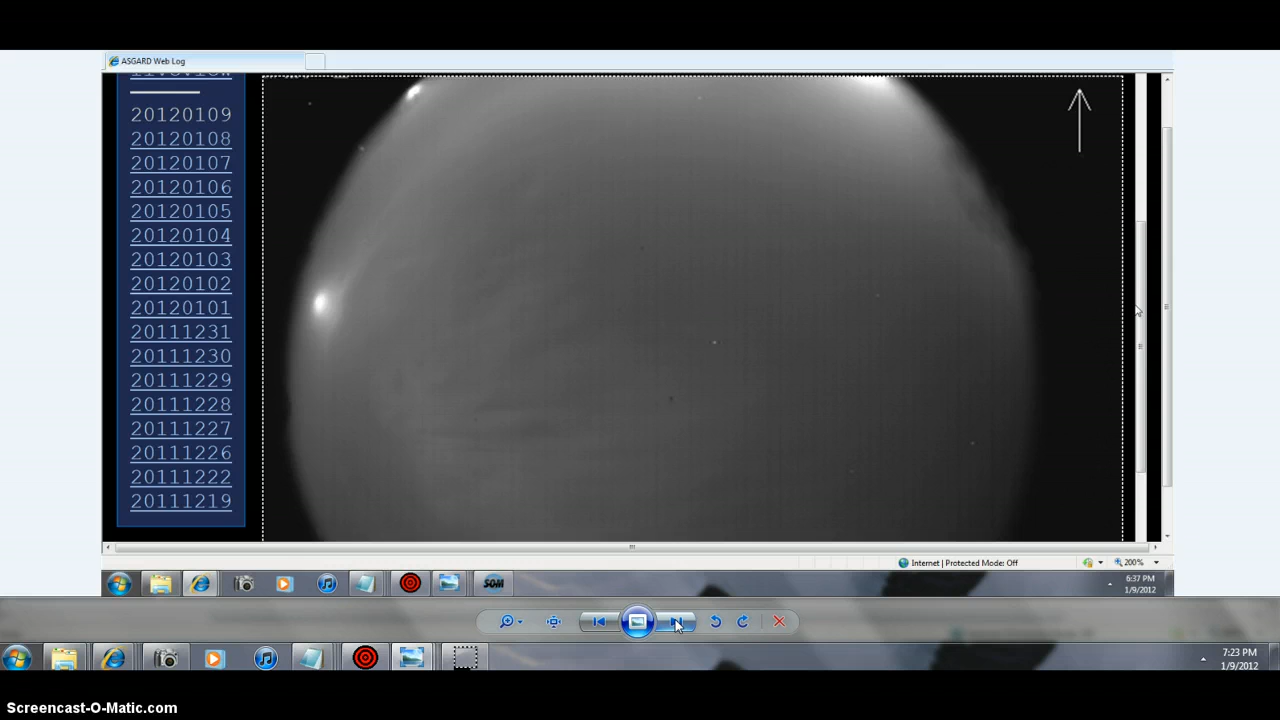 ASGARD Web Log
liveview
20120109
20120108
20120107
20120106
20120105
20120104
20120103
20120102
20120101
20111231
20111230
20111229
20111228
20111227
20111226
20111222
20111219
Internet | Protected Mode: Off
200%
SOM
6:37 PM
1/9/2012
7:23 PM
1/9/2012
Screencast-O-Matic.com